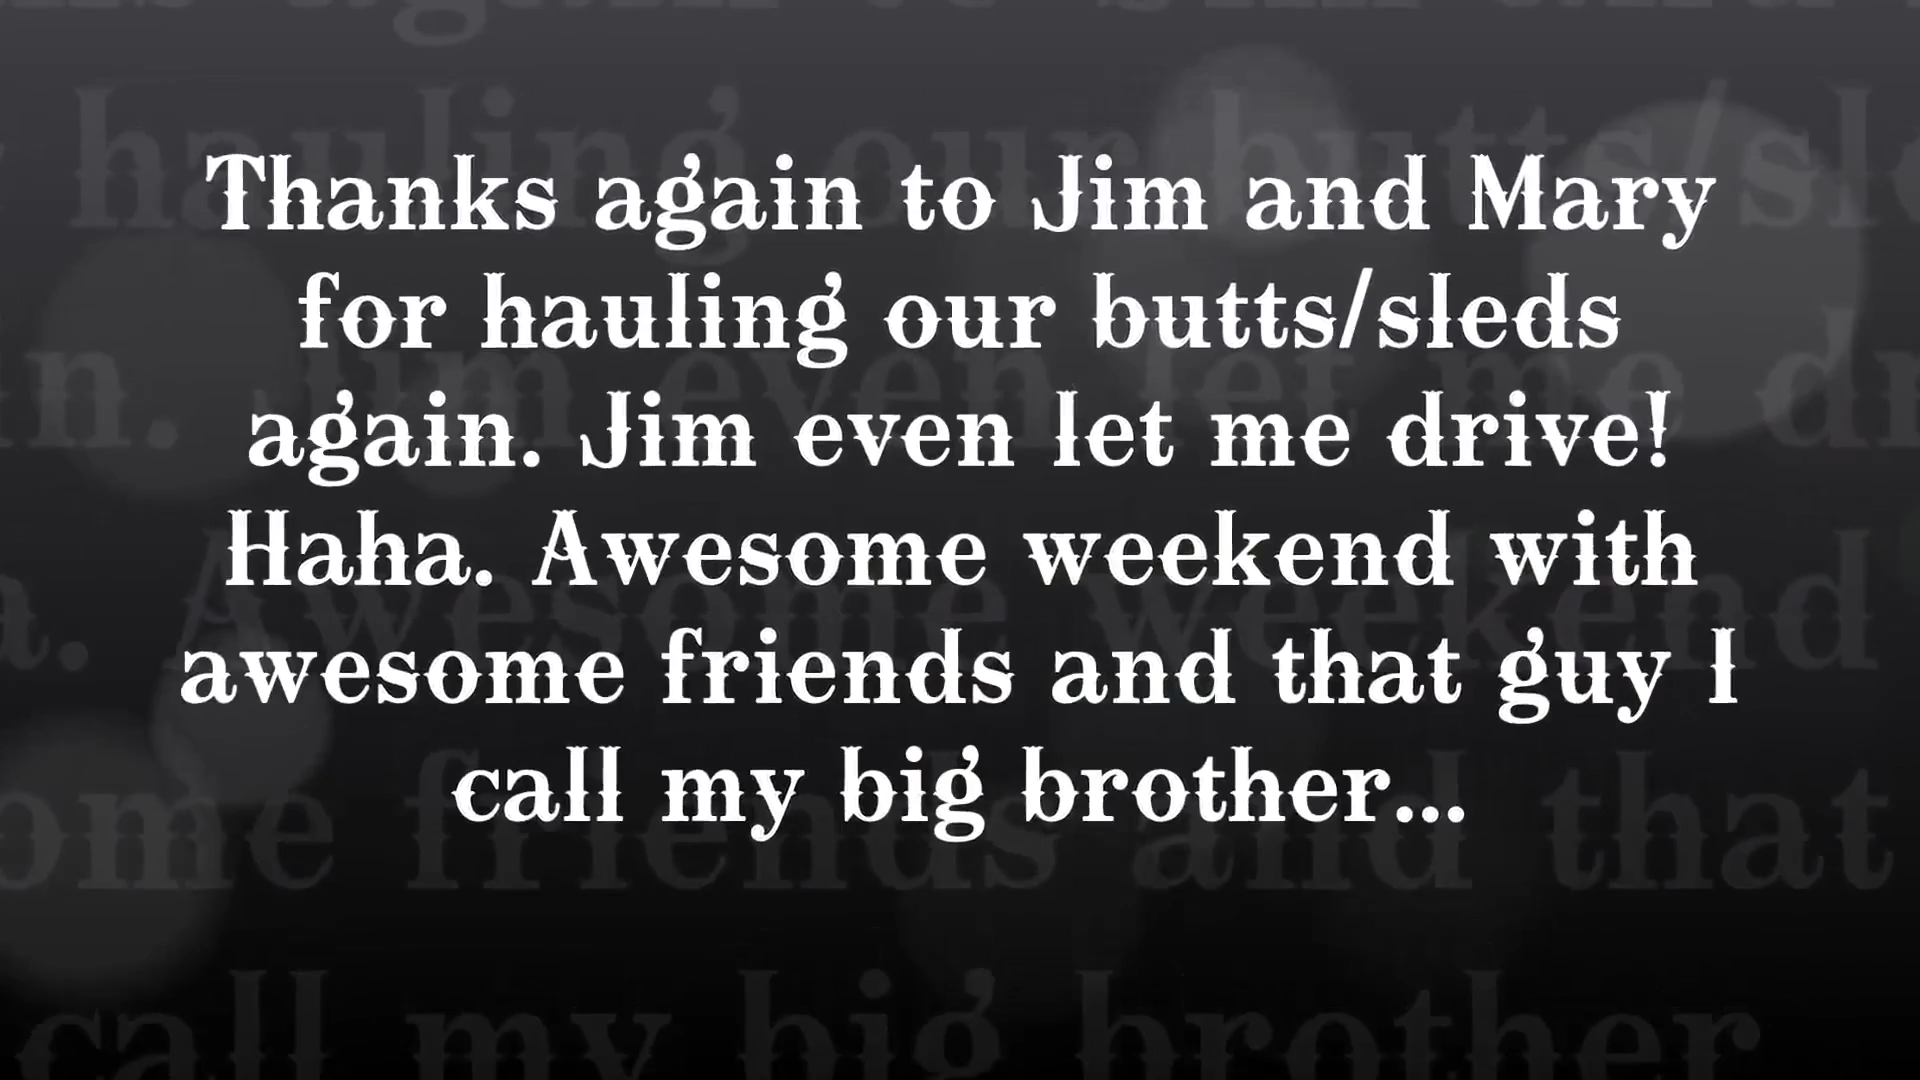 Thanks again to Jim and Mary
for hauling our butts/sleds
again. Jim even let me drive!
Haha. Awesome weekend with
awesome friends and that guy I
call my big brother...